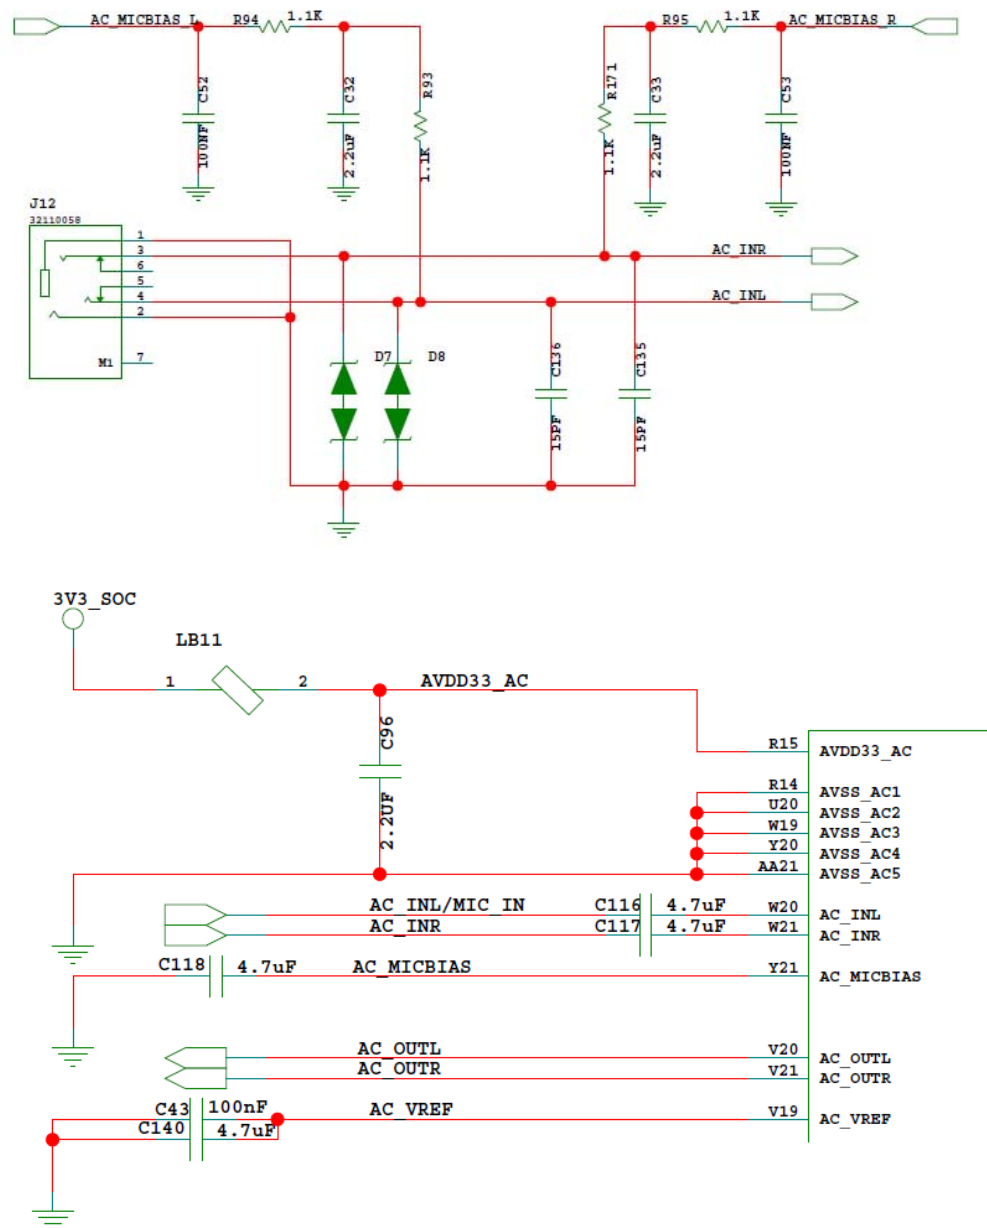 AC_MICBIAS_L R94 1.1K R95 1.1K AC_MICBIAS_R
C52 100NF C32 2.2uF R93 1.1K R171 1.1K C33 2.2uF C53 100NF
J12
32110058
1
3 AC_INR
6
5
4 AC_INL
2
M1 7
D7 D8 C136 15PF C135 15PF
3V3_SOC
LB11
1 2 AVDD33_AC
C96 2.2UF
R15 AVDD33_AC
R14 AVSS_AC1
U20 AVSS_AC2
W19 AVSS_AC3
Y20 AVSS_AC4
AA21 AVSS_AC5
AC_INL/MIC_IN C116 4.7uF W20 AC_INL
AC_INR C117 4.7uF W21 AC_INR
C118 4.7uF AC_MICBIAS Y21 AC_MICBIAS
AC_OUTL V20 AC_OUTL
AC_OUTR V21 AC_OUTR
C43 100nF AC_VREF V19 AC_VREF
C140 4.7uF